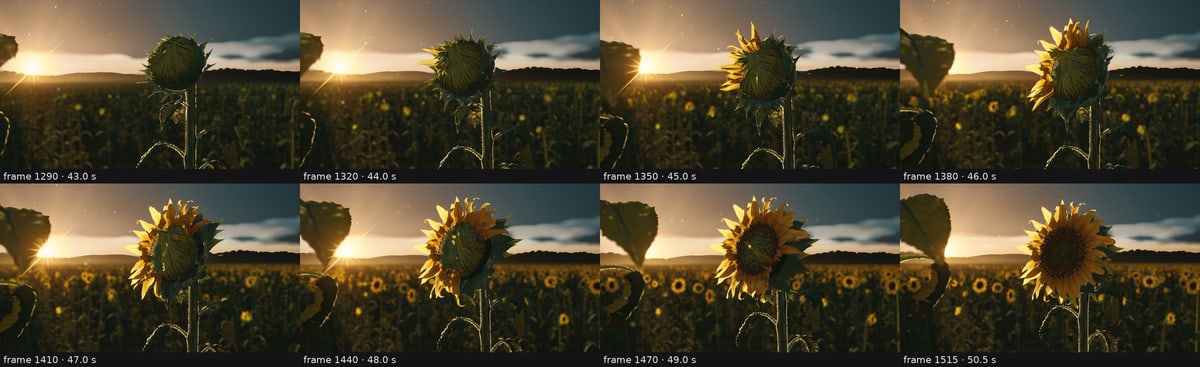 frame 1290 · 43.0 s
frame 1320 · 44.0 s
frame 1350 · 45.0 s
frame 1380 · 46.0 s
frame 1410 · 47.0 s
frame 1440 · 48.0 s
frame 1470 · 49.0 s
frame 1515 · 50.5 s